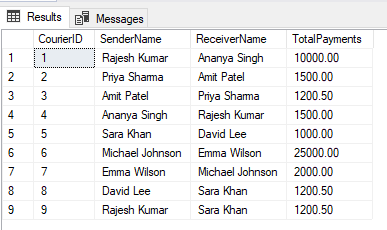 Results Messages
CourierID SenderName ReceiverName TotalPayments
1 1 Rajesh Kumar Ananya Singh 10000.00
2 2 Priya Sharma Amit Patel 1500.00
3 3 Amit Patel Priya Sharma 1200.50
4 4 Ananya Singh Rajesh Kumar 1500.00
5 5 Sara Khan David Lee 1000.00
6 6 Michael Johnson Emma Wilson 25000.00
7 7 Emma Wilson Michael Johnson 2000.00
8 8 David Lee Sara Khan 1200.50
9 9 Rajesh Kumar Sara Khan 1200.50